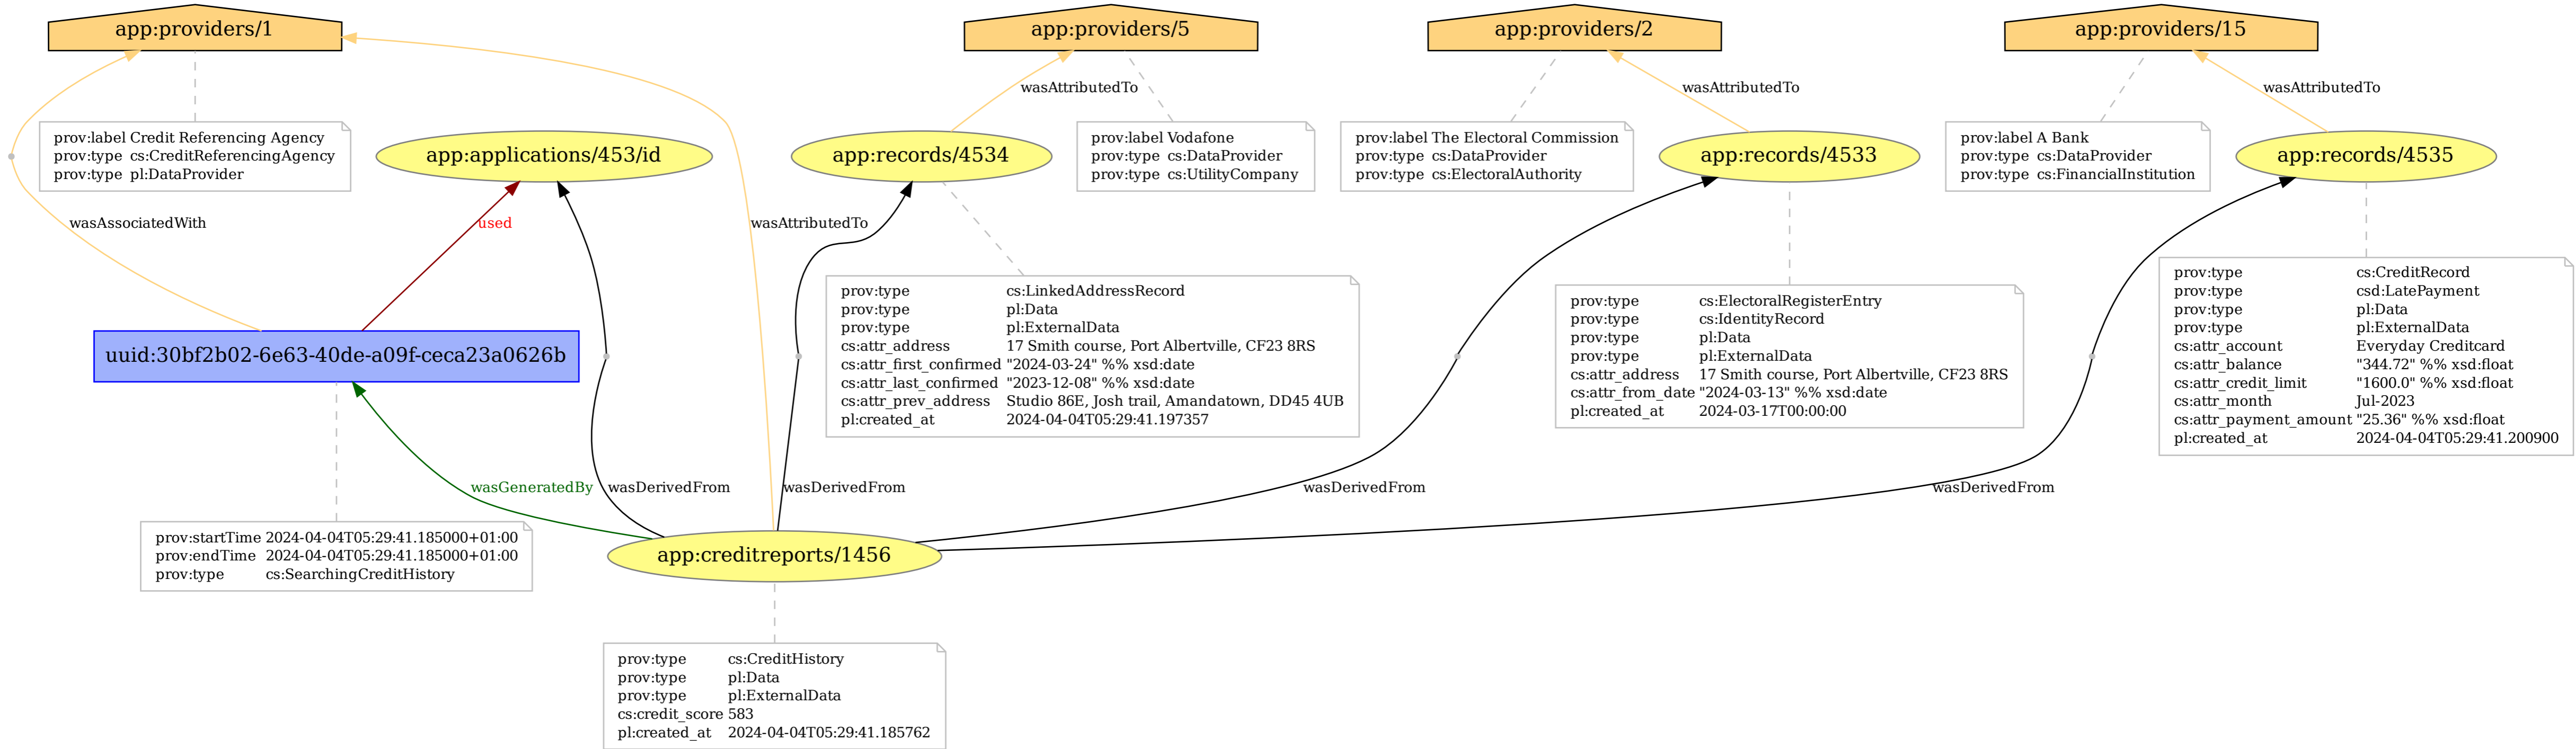 app:providers/1
app:providers/5
app:providers/2
app:providers/15
wasAttributedTo
wasAttributedTo
wasAttributedTo
prov:label Credit Referencing Agency
prov:type cs:CreditReferencingAgency
prov:type pl:DataProvider
app:applications/453/id
app:records/4534
prov:label Vodafone
prov:type cs:DataProvider
prov:type cs:UtilityCompany
prov:label The Electoral Commission
prov:type cs:DataProvider
prov:type cs:ElectoralAuthority
app:records/4533
prov:label A Bank
prov:type cs:DataProvider
prov:type cs:FinancialInstitution
app:records/4535
wasAssociatedWith
used
wasAttributedTo
prov:type cs:LinkedAddressRecord
prov:type pl:Data
prov:type pl:ExternalData
cs:attr_address 17 Smith course, Port Albertville, CF23 8RS
cs:attr_first_confirmed "2024-03-24" %% xsd:date
cs:attr_last_confirmed "2023-12-08" %% xsd:date
cs:attr_prev_address Studio 86E, Josh trail, Amandatown, DD45 4UB
pl:created_at 2024-04-04T05:29:41.197357
prov:type cs:ElectoralRegisterEntry
prov:type cs:IdentityRecord
prov:type pl:Data
prov:type pl:ExternalData
cs:attr_address 17 Smith course, Port Albertville, CF23 8RS
cs:attr_from_date "2024-03-13" %% xsd:date
pl:created_at 2024-03-17T00:00:00
prov:type cs:CreditRecord
prov:type csd:LatePayment
prov:type pl:Data
prov:type pl:ExternalData
cs:attr_account Everyday Creditcard
cs:attr_balance "344.72" %% xsd:float
cs:attr_credit_limit "1600.0" %% xsd:float
cs:attr_month Jul-2023
cs:attr_payment_amount "25.36" %% xsd:float
pl:created_at 2024-04-04T05:29:41.200900
uuid:30bf2b02-6e63-40de-a09f-ceca23a0626b
wasGeneratedBy
wasDerivedFrom
wasDerivedFrom
wasDerivedFrom
wasDerivedFrom
prov:startTime 2024-04-04T05:29:41.185000+01:00
prov:endTime 2024-04-04T05:29:41.185000+01:00
prov:type cs:SearchingCreditHistory
app:creditreports/1456
prov:type cs:CreditHistory
prov:type pl:Data
prov:type pl:ExternalData
cs:credit_score 583
pl:created_at 2024-04-04T05:29:41.185762